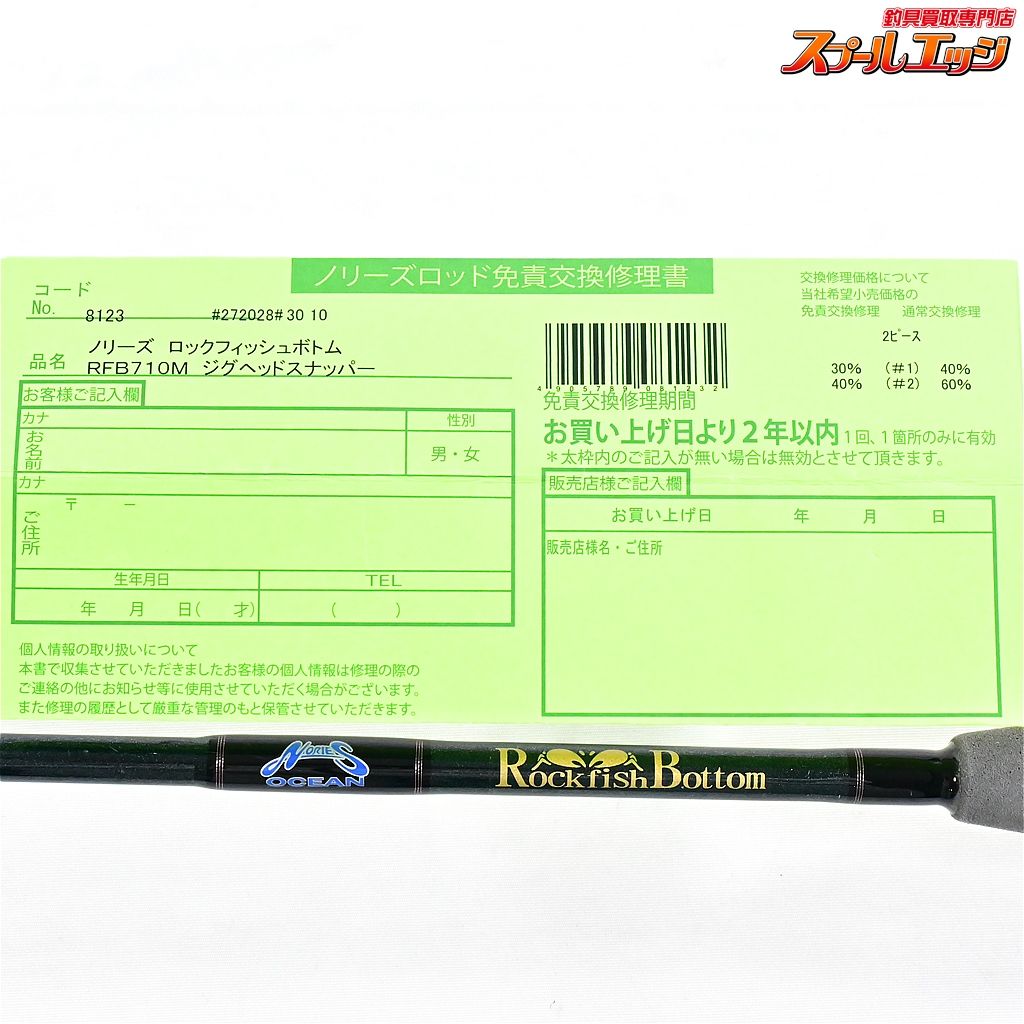 釣具買取専門店
スプールエッジ
ノリーズロッド免責交換修理書
コード
No. 8123 #272028# 30 10
品名 ノリーズ ロックフィッシュボトム
RFB710M ジグヘッドスナッパー
お客様ご記入欄
カナ 性別
お名前 男・女
カナ
ご住所 〒 −
生年月日 TEL
年 月 日( 才) ( )
個人情報の取り扱いについて
本書で収集させていただきましたお客様の個人情報は修理の際の
ご連絡の他にお知らせ等に使用させていただく場合がございます。
また修理の履歴として厳重な管理のもと保管させていただきます。
交換修理価格について
当社希望小売価格の
免責交換修理 通常交換修理
2ピース
30% (#1) 40%
40% (#2) 60%
4905789081232
免責交換修理期間
お買い上げ日より2年以内 1回、1箇所のみに有効
*太枠内のご記入が無い場合は無効とさせて頂きます。
販売店様ご記入欄
お買い上げ日 年 月 日
販売店様名・ご住所
NORIES
OCEAN
Rockfish Bottom